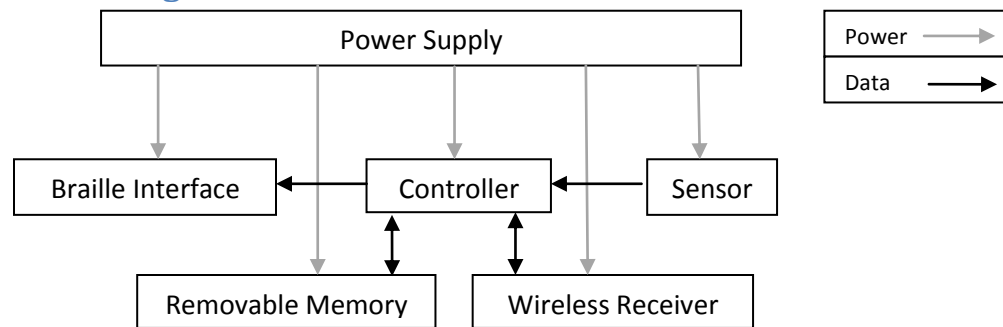 Power Supply
Power
Data
Braille Interface
Controller
Sensor
Removable Memory
Wireless Receiver